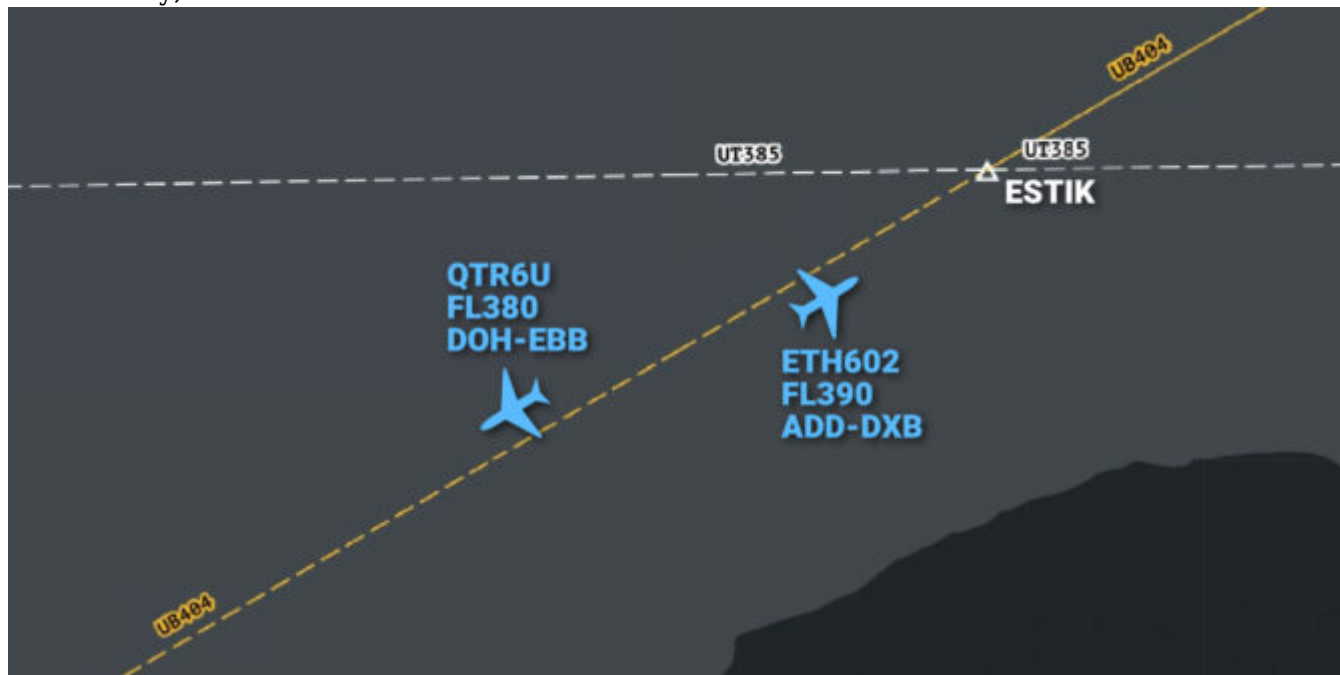 UB404
UT385
UT385
ESTIK
QTR6U
FL380
DOH-EBB
ETH602
FL390
ADD-DXB
UB404